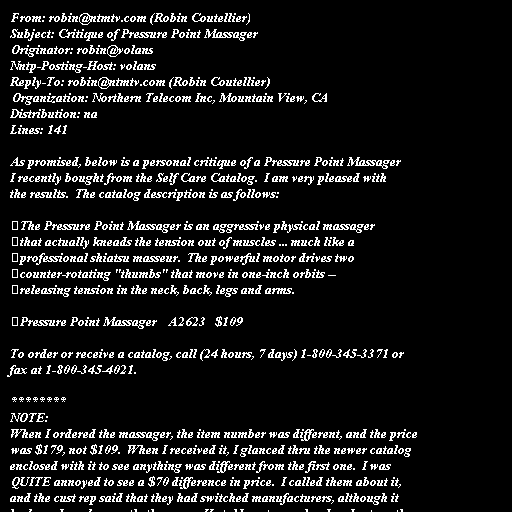 From: robin@ntmtv.com (Robin Coutellier)
Subject: Critique of Pressure Point Massager
Originator: robin@volans
Nntp-Posting-Host: volans
Reply-To: robin@ntmtv.com (Robin Coutellier)
Organization: Northern Telecom Inc, Mountain View, CA
Distribution: na
Lines: 141

As promised, below is a personal critique of a Pressure Point Massager
I recently bought from the Self Care Catalog.  I am very pleased with
the results.  The catalog description is as follows:

The Pressure Point Massager is an aggressive physical massager
that actually kneads the tension out of muscles ... much like a
professional shiatsu masseur.  The powerful motor drives two
counter-rotating "thumbs" that move in one-inch orbits --
releasing tension in the neck, back, legs and arms.

Pressure Point Massager    A2623   $109

To order or receive a catalog, call (24 hours, 7 days) 1-800-345-3371 or
fax at 1-800-345-4021.

********
NOTE:
When I ordered the massager, the item number was different, and the price
was $179, not $109.  When I received it, I glanced thru the newer catalog
enclosed with it to see anything was different from the first one.  I was
QUITE annoyed to see a $70 difference in price.  I called them about it,
and the cust rep said that they had switched manufacturers, although it